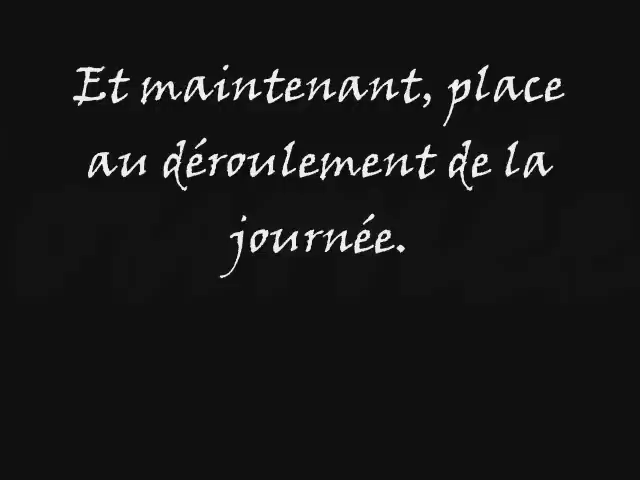 Et maintenant, place
au déroulement de la
journée.